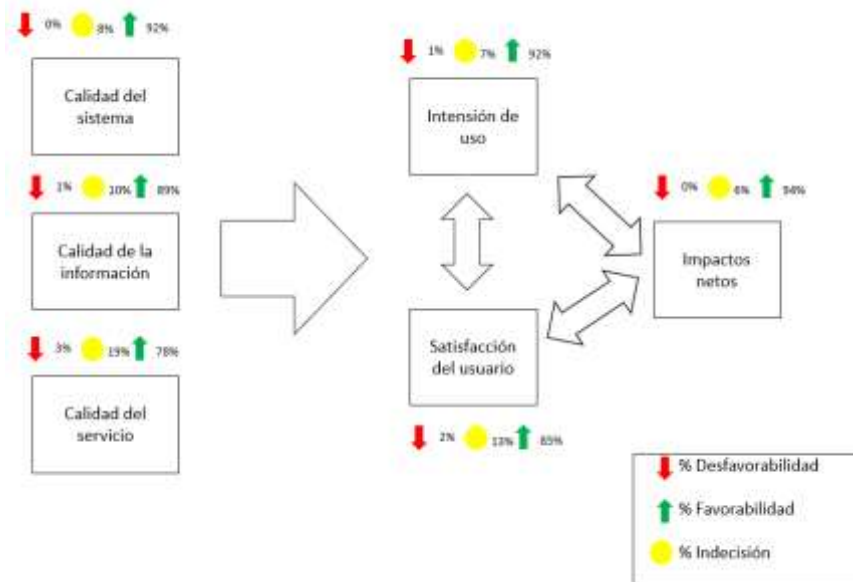 0% 8% 92%
Calidad del
sistema
1% 10% 89%
Calidad de la
información
3% 19% 78%
Calidad del
servicio
1% 7% 92%
Intensión de
uso
Satisfacción
del usuario
2% 13% 85%
0% 6% 94%
Impactos
netos
% Desfavorabilidad
% Favorabilidad
% Indecisión